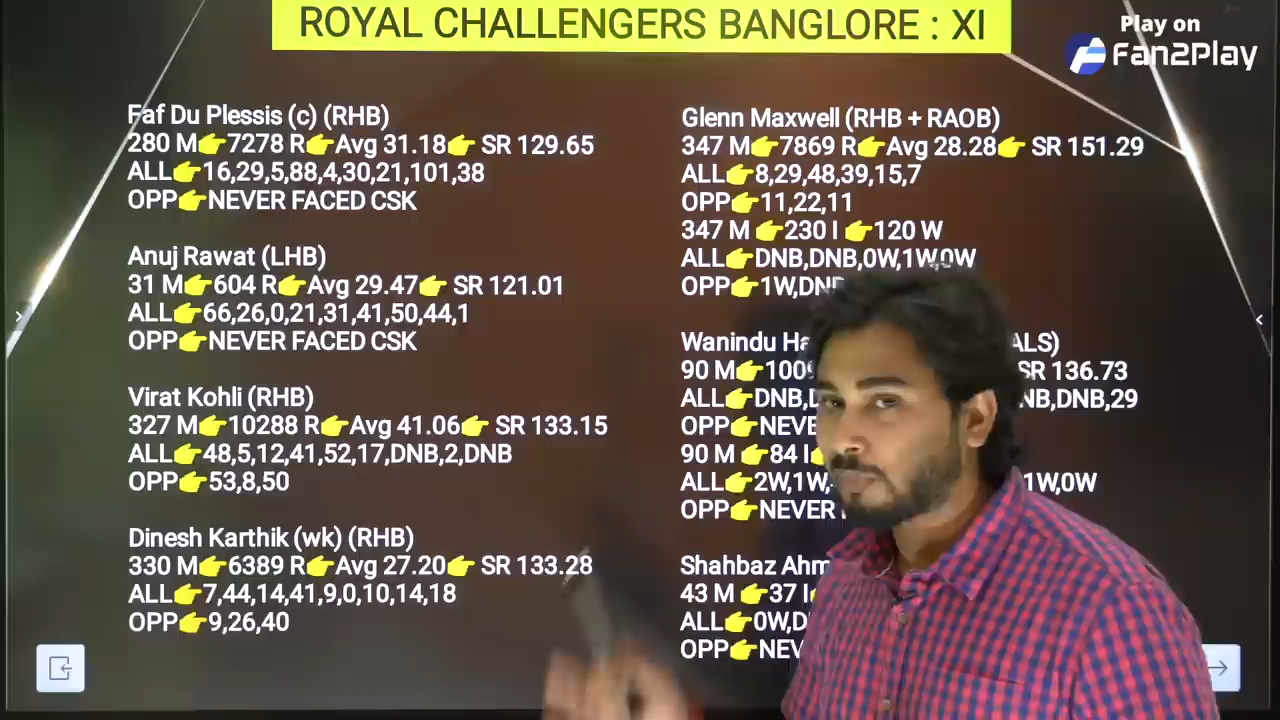 ROYAL CHALLENGERS BANGLORE : XI
Play on
Fan2Play
Faf Du Plessis (c) (RHB)
280 M👉7278 R👉Avg 31.18👉 SR 129.65
ALL👉16,29,5,88,4,30,21,101,38
OPP👉NEVER FACED CSK
Anuj Rawat (LHB)
31 M👉604 R👉Avg 29.47👉 SR 121.01
ALL👉66,26,0,21,31,41,50,44,1
OPP👉NEVER FACED CSK
Virat Kohli (RHB)
327 M👉10288 R👉Avg 41.06👉 SR 133.15
ALL👉48,5,12,41,52,17,DNB,2,DNB
OPP👉53,8,50
Dinesh Karthik (wk) (RHB)
330 M👉6389 R👉Avg 27.20👉 SR 133.28
ALL👉7,44,14,41,9,0,10,14,18
OPP👉9,26,40
Glenn Maxwell (RHB + RAOB)
347 M👉7869 R👉Avg 28.28👉 SR 151.29
ALL👉8,29,48,39,15,7
OPP👉11,22,11
347 M 👉230 I 👉120 W
ALL👉DNB,DNB,0W,1W,0W
OPP👉1W,DNB
Wanindu
90 M👉 SR 136.73
ALL👉DNB, DNB,29
OPP👉
90 M 👉84 I
ALL👉2W,1W, 1W,0W
OPP👉NEVER
Shahbaz
43 M 👉37 I
ALL👉0W,
OPP👉